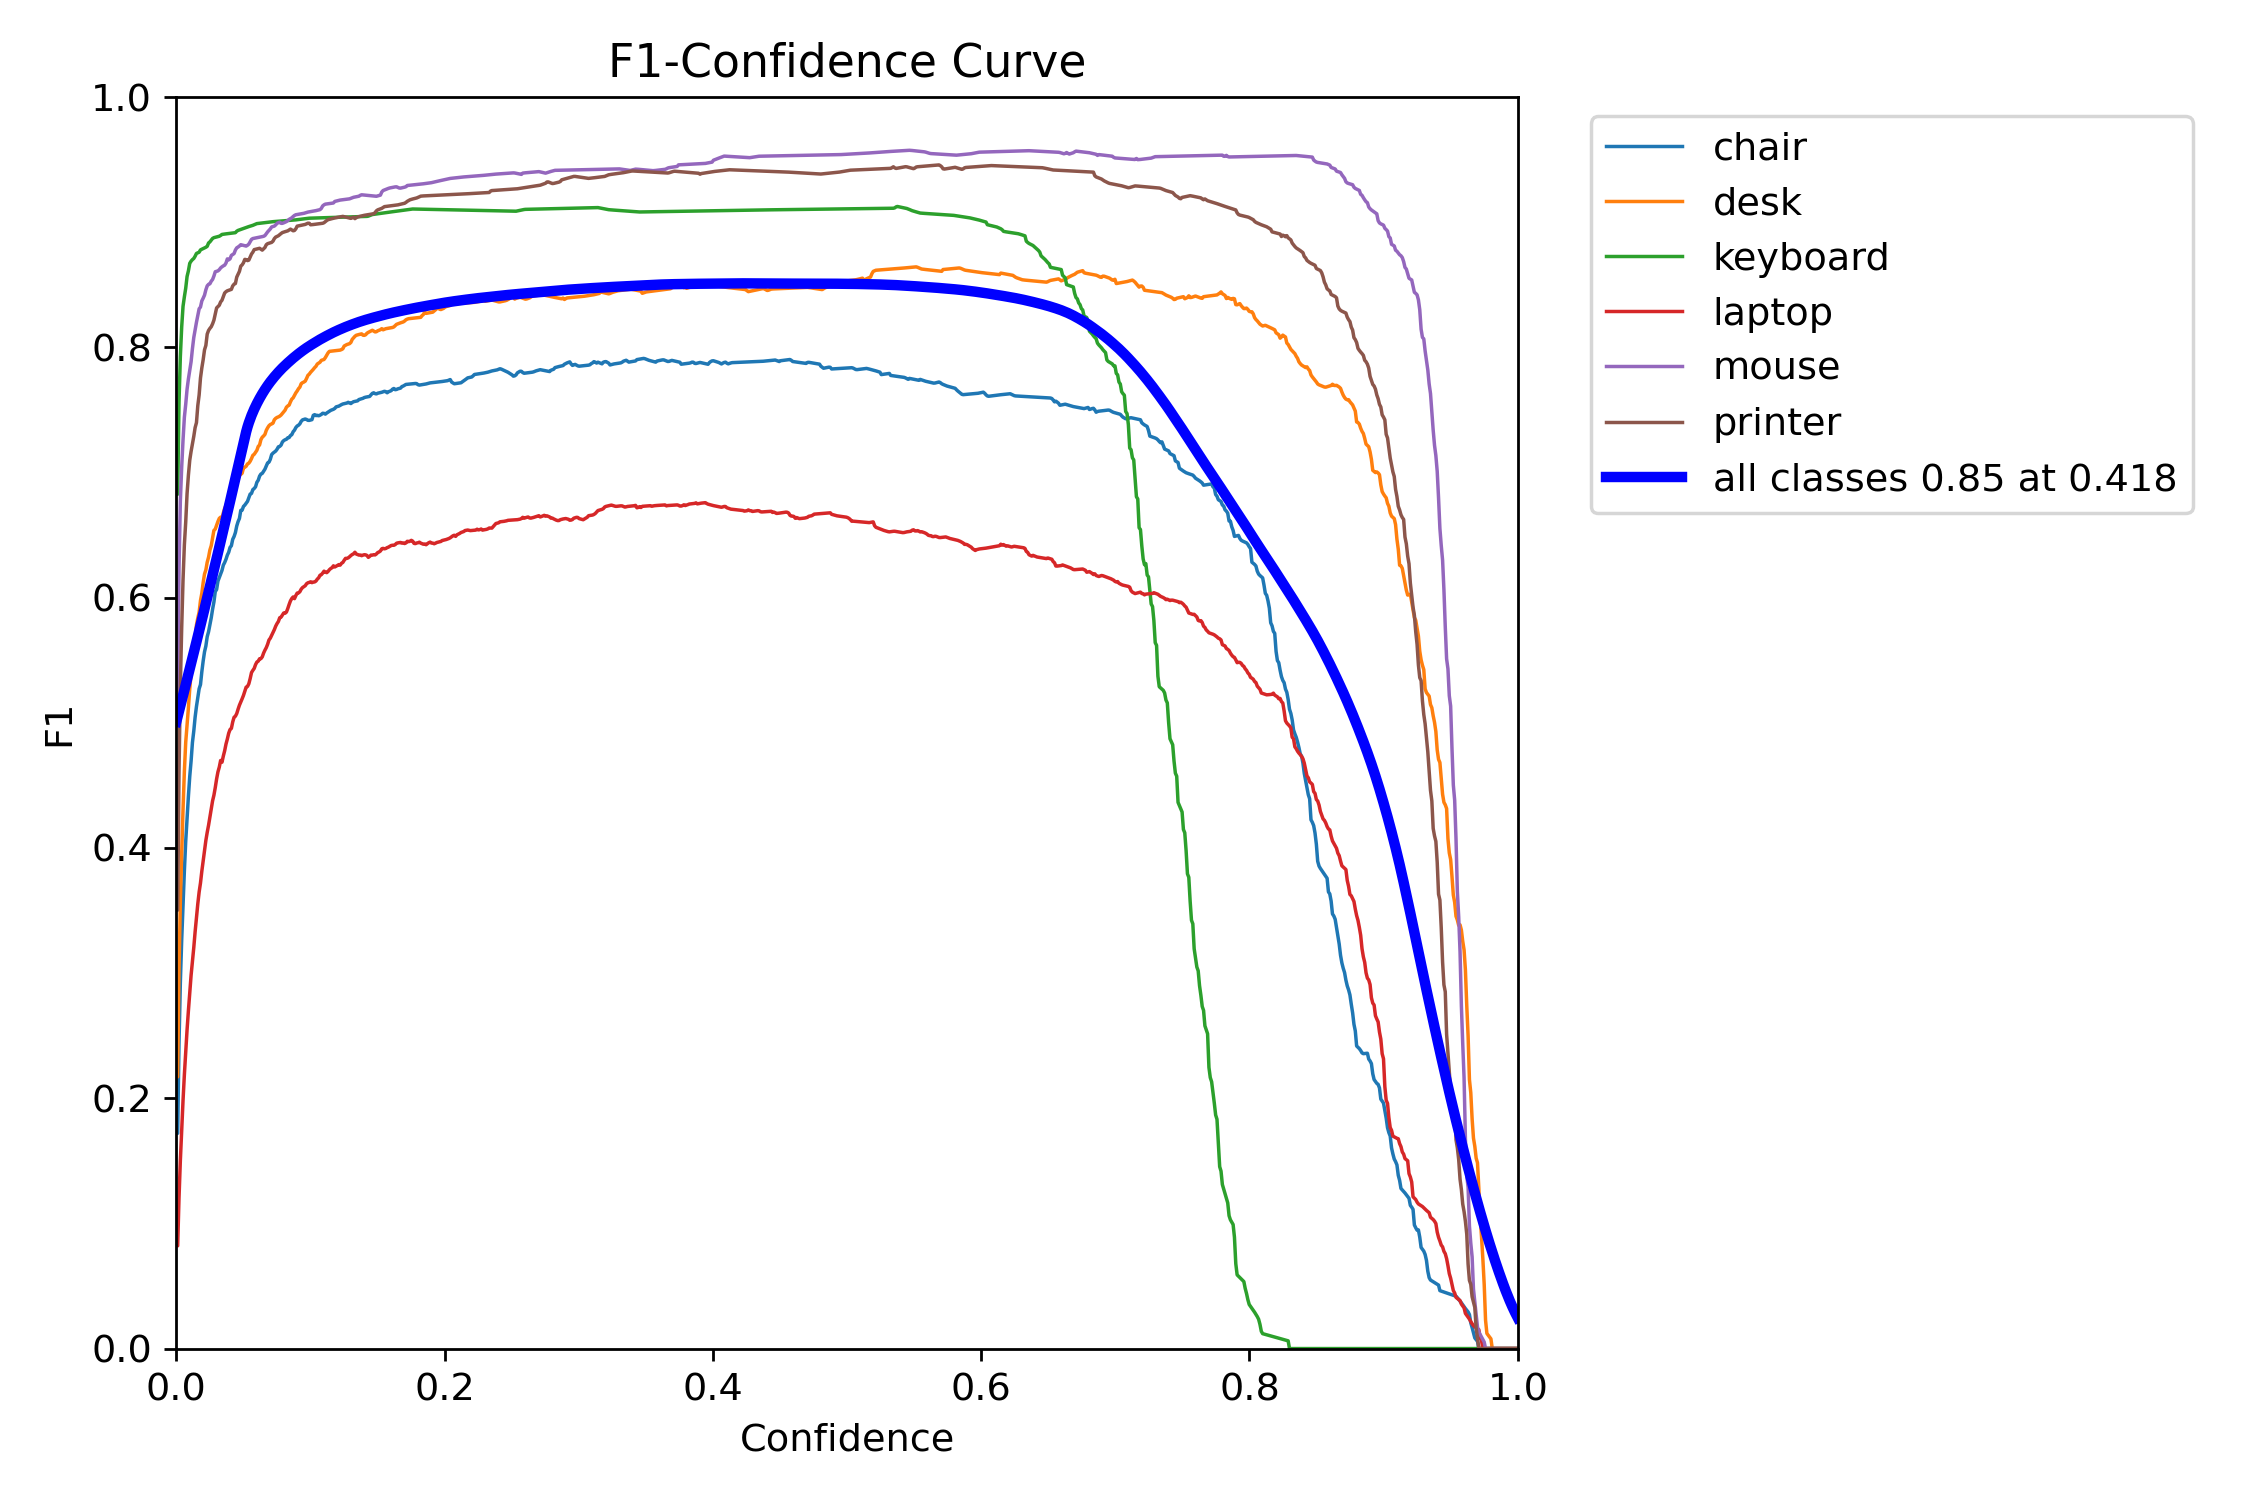 F1-Confidence Curve
1.0
0.8
0.6
0.4
0.2
0.0
F1
0.0 0.2 0.4 0.6 0.8 1.0
Confidence
chair
desk
keyboard
laptop
mouse
printer
all classes 0.85 at 0.418